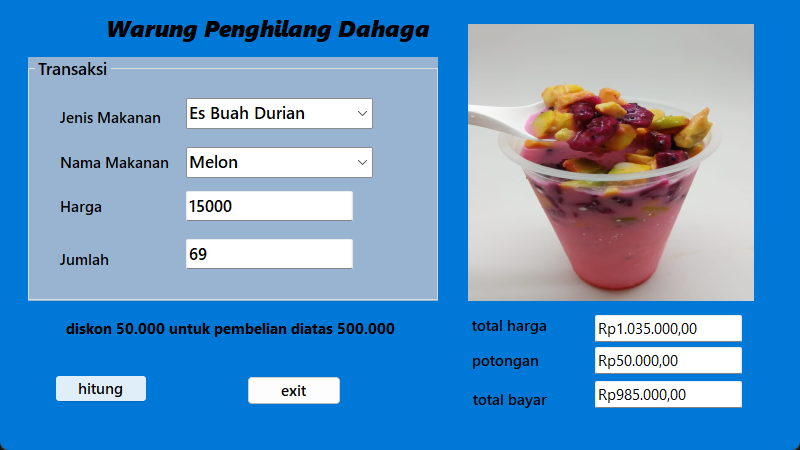 Warung Penghilang Dahaga
Transaksi
Jenis Makanan
Es Buah Durian
Nama Makanan
Melon
Harga
15000
Jumlah
69
diskon 50.000 untuk pembelian diatas 500.000
hitung
exit
total harga
Rp1.035.000,00
potongan
Rp50.000,00
total bayar
Rp985.000,00